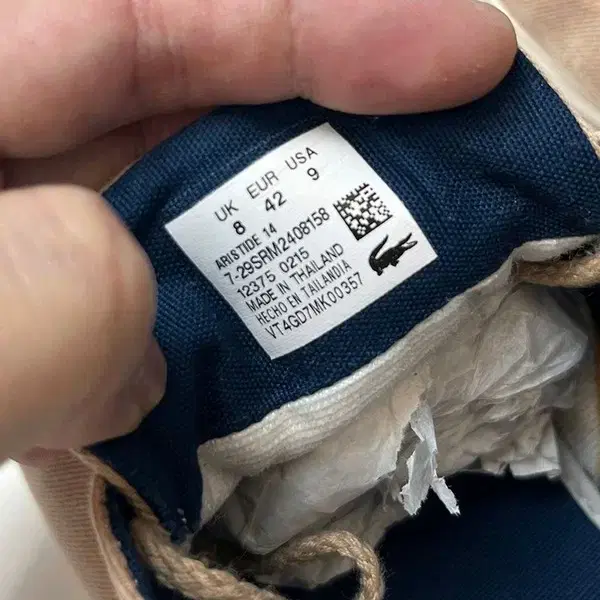 UK EUR USA
8 42 9
ARISTIDE 14
7-29SRM2408158
12375 0215
MADE IN THAILAND
HECHO EN TAILANDIA
VT4GD7MK00357